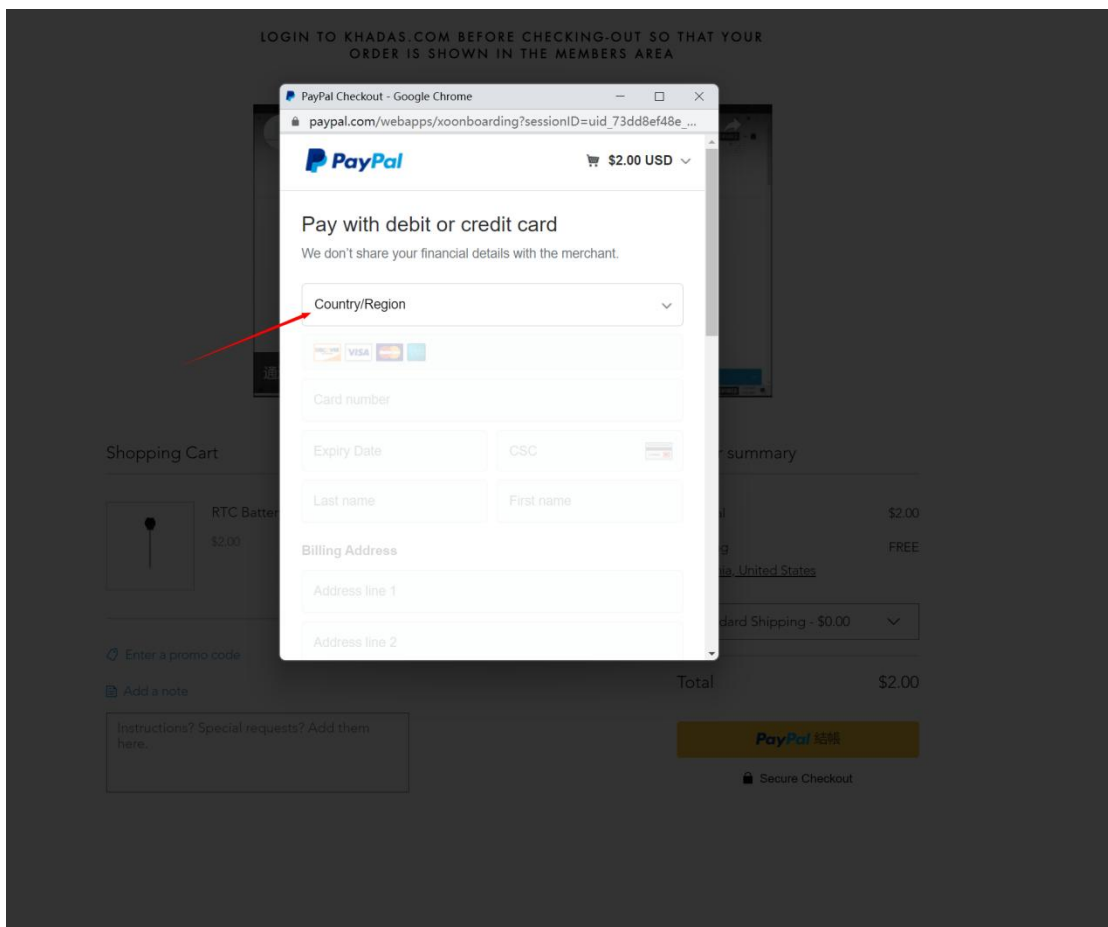 LOGIN TO KHADAS.COM BEFORE CHECKING-OUT SO THAT YOUR
ORDER IS SHOWN IN THE MEMBERS AREA
PayPal Checkout - Google Chrome
paypal.com/webapps/xoonboarding?sessionID=uid_73dd8ef48e_...
PayPal
$2.00 USD
Pay with debit or credit card
We don't share your financial details with the merchant.
Country/Region
VISA
通
Card number
Expiry Date
CSC
Last name
First name
Billing Address
Address line 1
Address line 2
Shopping Cart
RTC Batter
$2.00
Enter a promo code
Add a note
Instructions? Special requests? Add them
here.
summary
$2.00
FREE
United States
Shipping - $0.00
Total
$2.00
PayPal 結帳
Secure Checkout